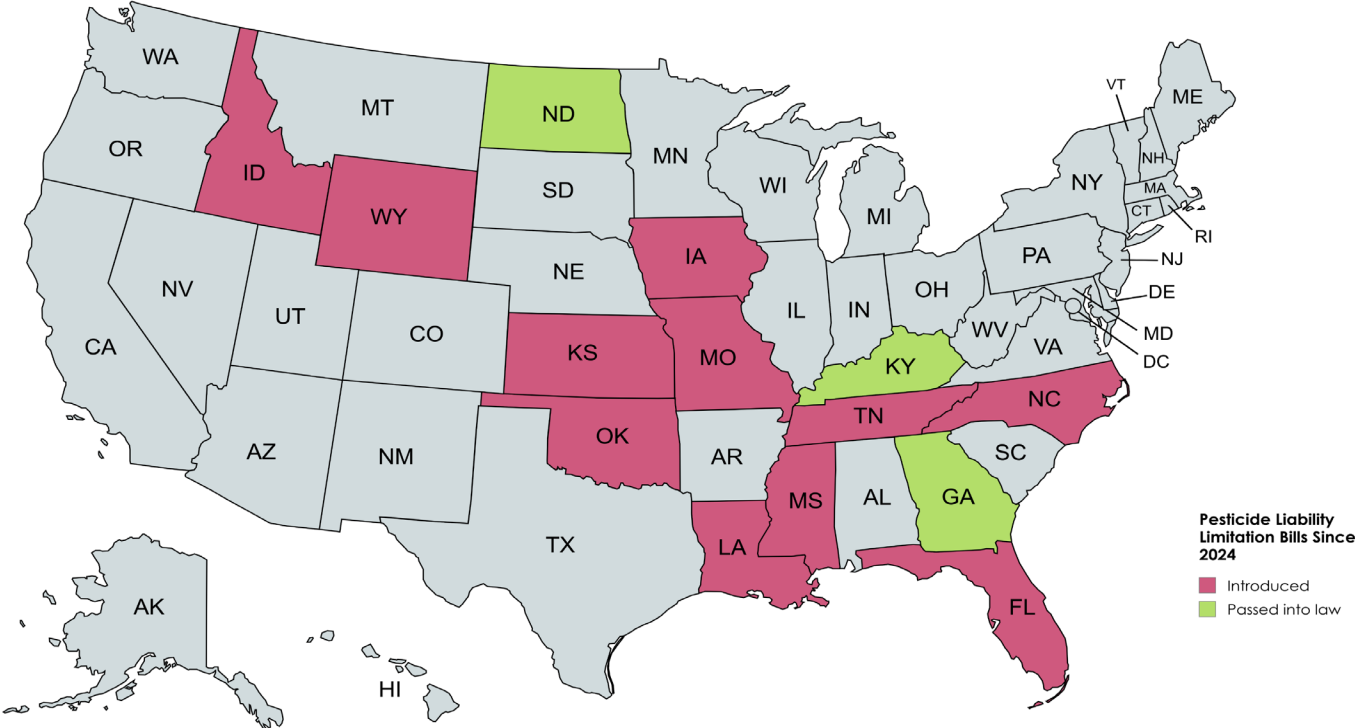 WA
OR
CA
NV
ID
MT
WY
UT
CO
AZ
NM
ND
SD
NE
KS
OK
TX
MN
IA
MO
AR
LA
WI
IL
MI
IN
OH
KY
TN
MS
AL
GA
FL
SC
NC
VA
WV
PA
NY
VT
NH
ME
MA
CT
RI
NJ
DE
MD
DC
AK
HI
Pesticide Liability
Limitation Bills Since
2024
Introduced
Passed into law